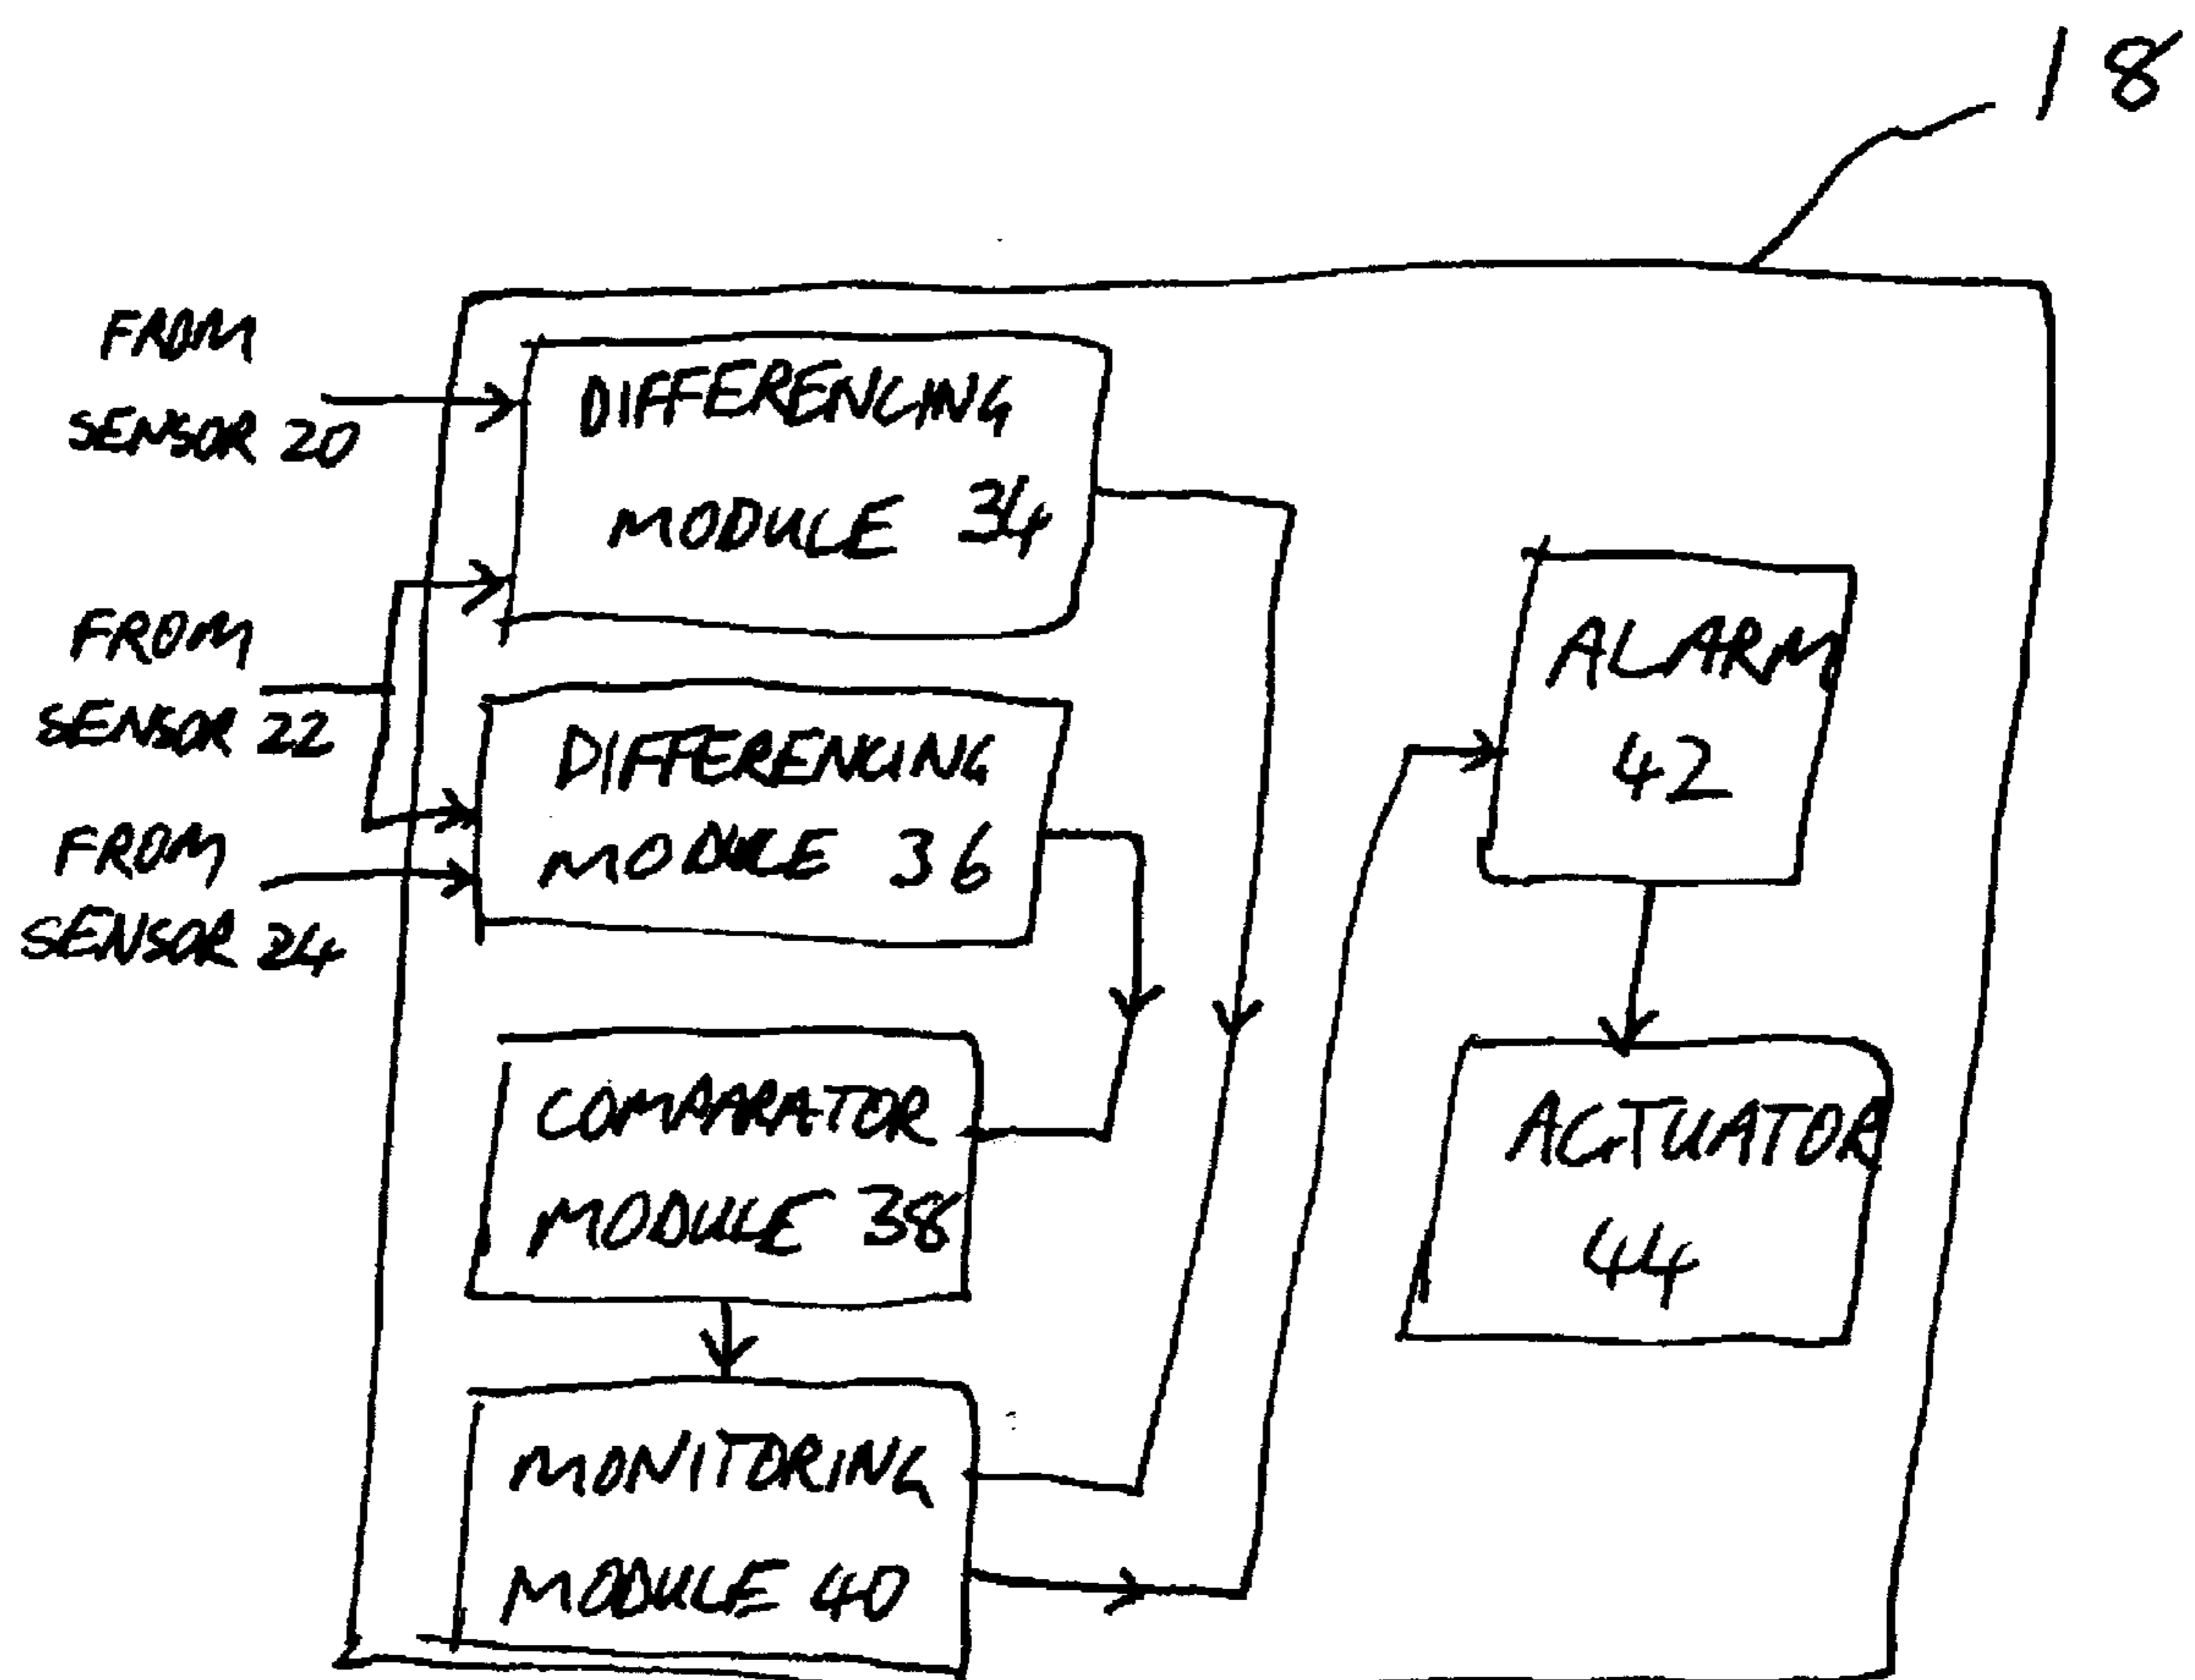 18
FROM
SENSOR 20
DIFFERENCING
MODULE 34
FROM
SENSOR 22
DIFFERENCING
MODULE 36
FROM
SENSOR 24
ALARM
42
COMPARATOR
MODULE 38
ACTUATOR
44
MONITORING
MODULE 40